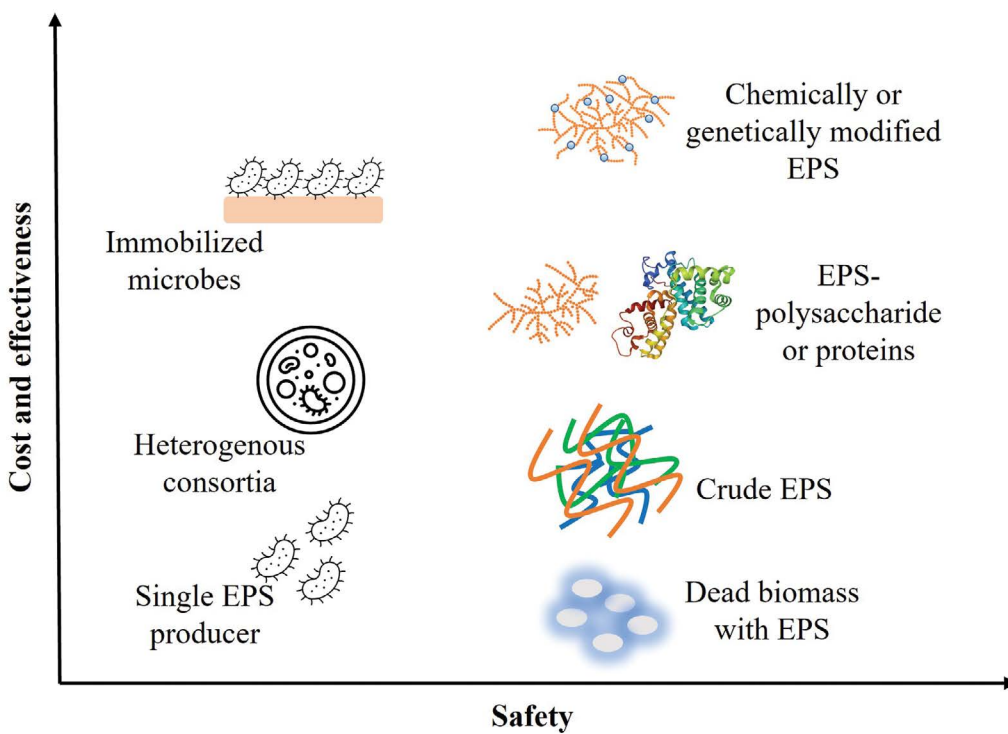 Cost and effectiveness
Immobilized
microbes
Heterogenous
consortia
Single EPS
producer
Chemically or
genetically modified
EPS
EPS-
polysaccharide
or proteins
Crude EPS
Dead biomass
with EPS
Safety